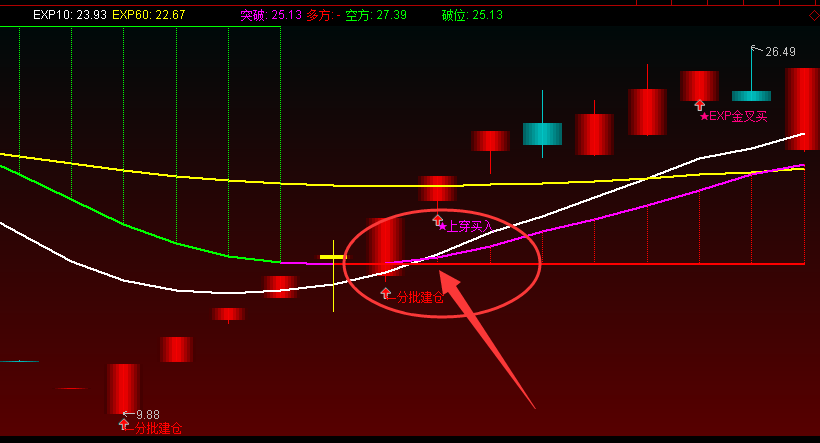 EXP10: 23.93 EXP60: 22.67 突破: 25.13 多方: - 空方: 27.39 破位: 25.13
26.49
★EXP金叉买
★上穿买入
分批建仓
9.88
分批建仓